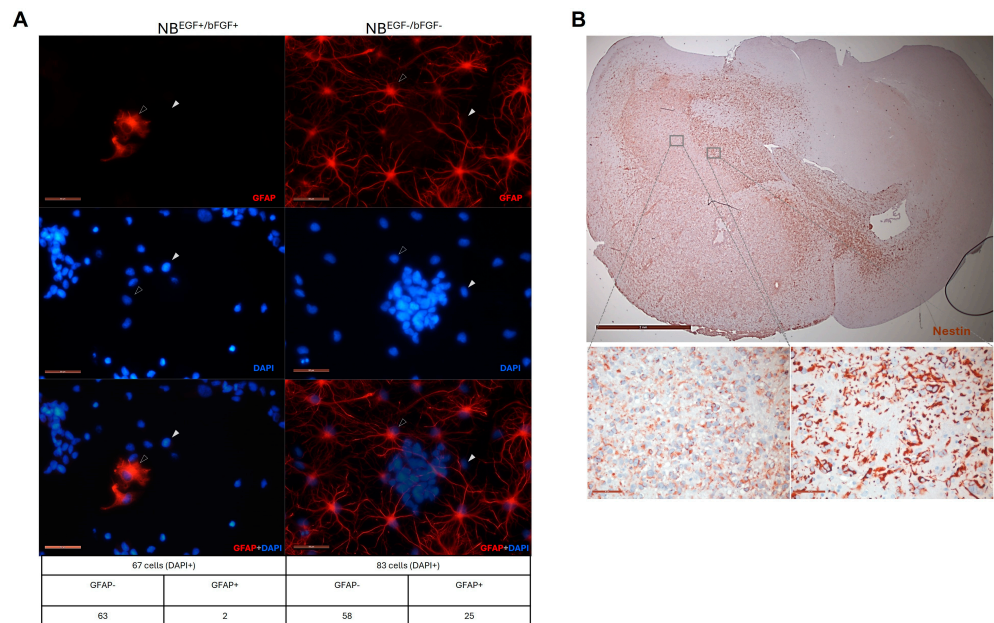 A
NBEGF+/bFGF+
NBEGF-/bFGF-
GFAP
GFAP
DAPI
DAPI
GFAP+DAPI
GFAP+DAPI
67 cells (DAPI+)
83 cells (DAPI+)
GFAP-
GFAP+
GFAP-
GFAP+
63
2
58
25
B
Nestin